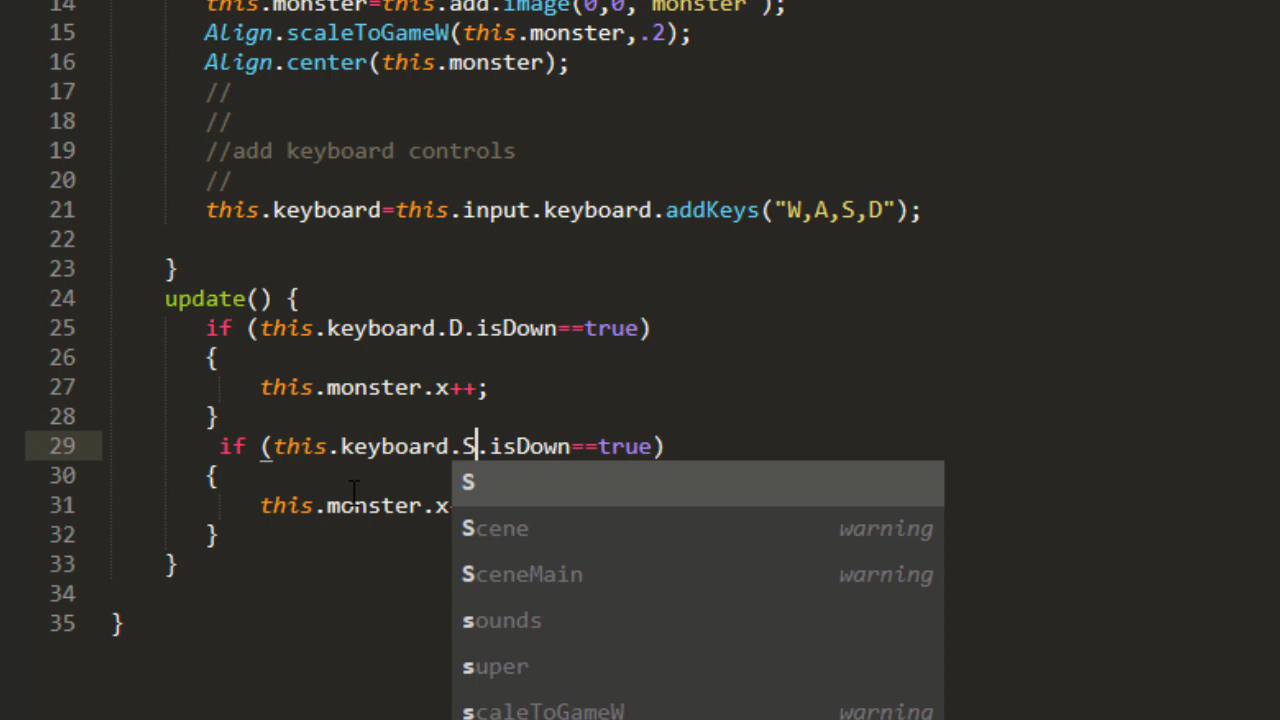 14 this.monster=this.add.image(0,0,"monster");
15 Align.scaleToGameW(this.monster,.2);
16 Align.center(this.monster);
17 //
18 //
19 //add keyboard controls
20 //
21 this.keyboard=this.input.keyboard.addKeys("W,A,S,D");
22
23 }
24 update() {
25 if (this.keyboard.D.isDown==true)
26 {
27 this.monster.x++;
28 }
29 if (this.keyboard.S.isDown==true)
30 {
S
31 this.monster.x
Scene warning
32 }
33 }
SceneMain warning
34
35 }
sounds
super
scaleToGameW warning